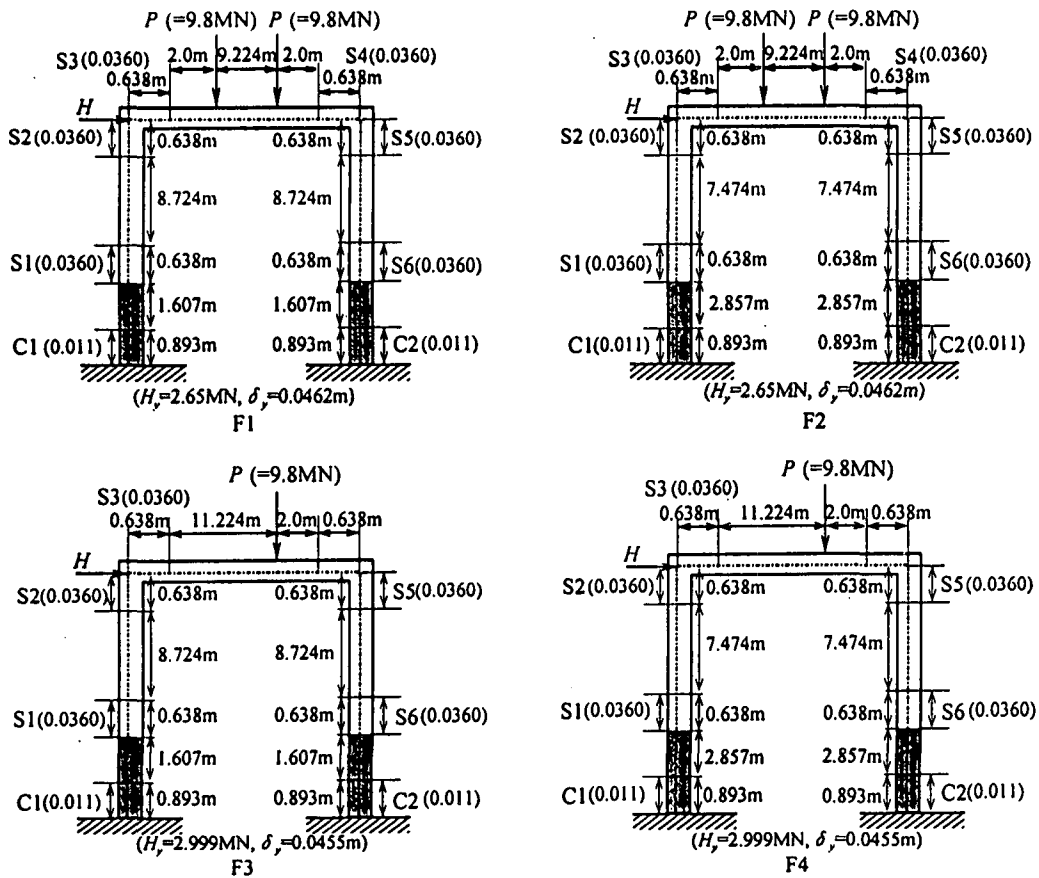 P (=9.8MN) P (=9.8MN)
S3(0.0360) 2.0m 9.224m 2.0m S4(0.0360)
0.638m 0.638m
H
S2(0.0360) 0.638m 0.638m S5(0.0360)
8.724m 8.724m
S1(0.0360) 0.638m 0.638m S6(0.0360)
1.607m 1.607m
C1(0.011) 0.893m 0.893m C2(0.011)
(Hy=2.65MN, δy=0.0462m)
F1
P (=9.8MN) P (=9.8MN)
S3(0.0360) 2.0m 9.224m 2.0m S4(0.0360)
0.638m 0.638m
H
S2(0.0360) 0.638m 0.638m S5(0.0360)
7.474m 7.474m
S1(0.0360) 0.638m 0.638m S6(0.0360)
2.857m 2.857m
C1(0.011) 0.893m 0.893m C2(0.011)
(Hy=2.65MN, δy=0.0462m)
F2
P (=9.8MN)
S3(0.0360)
0.638m 11.224m 2.0m 0.638m
H
S2(0.0360) 0.638m 0.638m S5(0.0360)
8.724m 8.724m
S1(0.0360) 0.638m 0.638m S6(0.0360)
1.607m 1.607m
C1(0.011) 0.893m 0.893m C2(0.011)
(Hy=2.999MN, δy=0.0455m)
F3
P (=9.8MN)
S3(0.0360)
0.638m 11.224m 2.0m 0.638m
H
S2(0.0360) 0.638m 0.638m S5(0.0360)
7.474m 7.474m
S1(0.0360) 0.638m 0.638m S6(0.0360)
2.857m 2.857m
C1(0.011) 0.893m 0.893m C2(0.011)
(Hy=2.999MN, δy=0.0455m)
F4